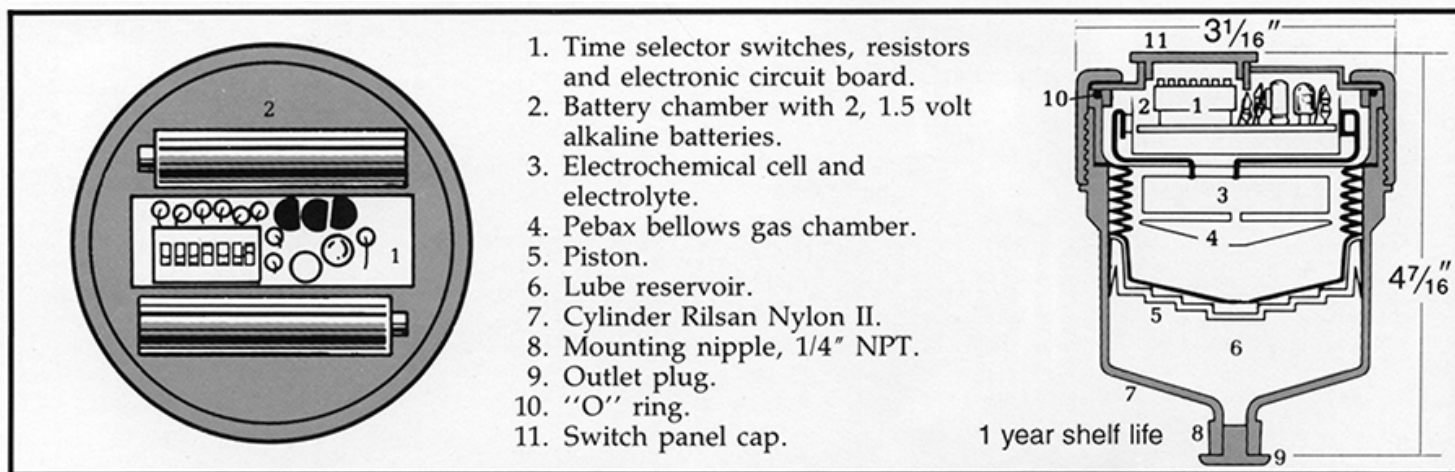 2
1
1. Time selector switches, resistors
and electronic circuit board.
2. Battery chamber with 2, 1.5 volt
alkaline batteries.
3. Electrochemical cell and
electrolyte.
4. Pebax bellows gas chamber.
5. Piston.
6. Lube reservoir.
7. Cylinder Rilsan Nylon II.
8. Mounting nipple, 1/4″ NPT.
9. Outlet plug.
10. ‘‘O’’ ring.
11. Switch panel cap.
3 1/16″
11
10
2
1
3
4
4 7/16″
5
6
7
1 year shelf life
8
9